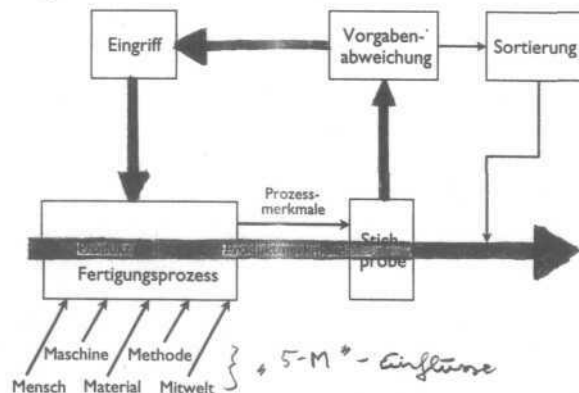 Eingriff
Vorgaben-
abweichung
Sortierung
Prozess-
merkmale
Stich-
probe
Fertigungsprozess
Maschine Methode
Mensch Material Mitwelt
} „5-M" - Einflüsse